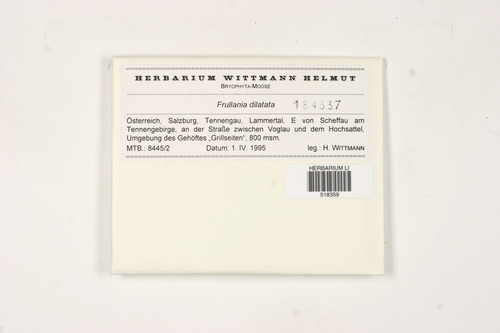 HERBARIUM WITTMANN HELMUT
BRYOPHYTA-MOOSE
Frullania dilatata 184337
Österreich, Salzburg, Tennengau, Lammertal, E von Scheffau am
Tennengebirge, an der Straße zwischen Voglau und dem Hochsattel,
Umgebung des Gehöftes „Grillseiten", 800 msm.
MTB.: 8445/2 Datum: 1. IV. 1995 leg.: H. WITTMANN
HERBARIUM LI
518359